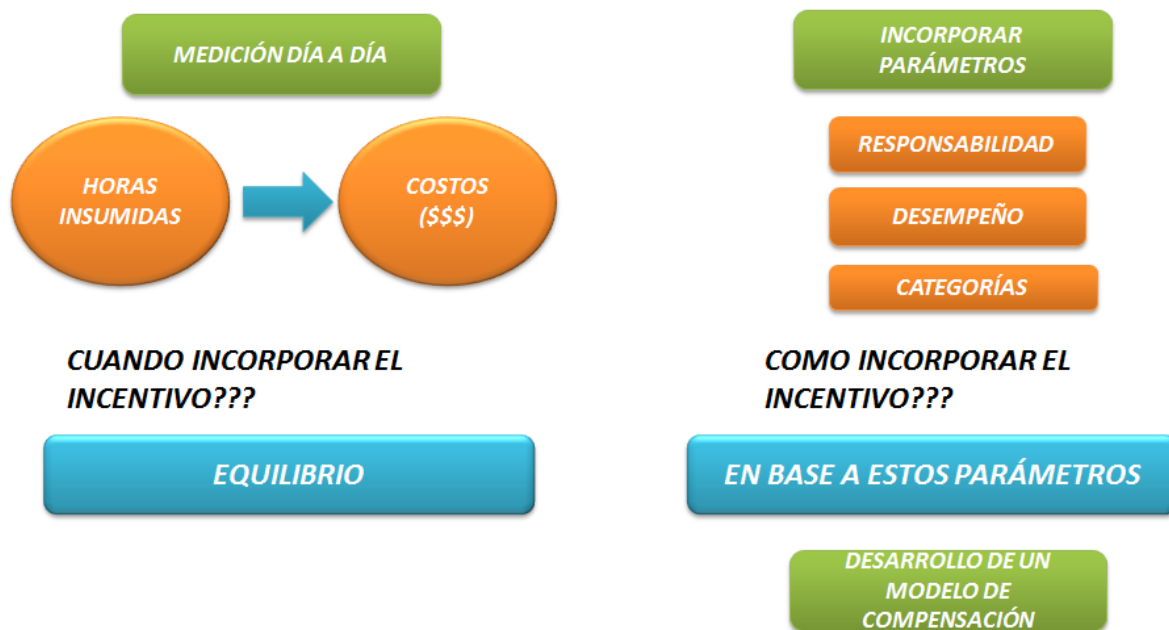 MEDICIÓN DÍA A DÍA
HORAS
INSUMIDAS
COSTOS
($$$)
CUANDO INCORPORAR EL
INCENTIVO???
EQUILIBRIO
INCORPORAR
PARÁMETROS
RESPONSABILIDAD
DESEMPEÑO
CATEGORÍAS
COMO INCORPORAR EL
INCENTIVO???
EN BASE A ESTOS PARÁMETROS
DESARROLLO DE UN
MODELO DE
COMPENSACIÓN